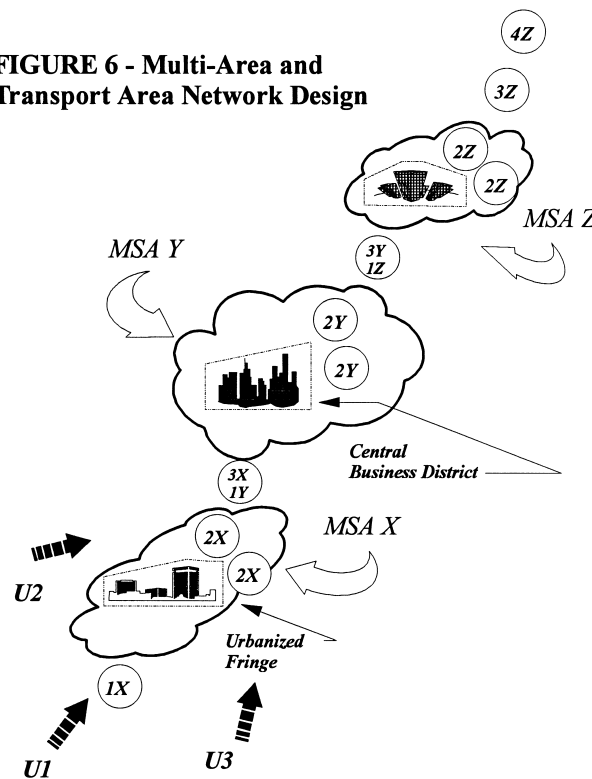 4Z
FIGURE 6 - Multi-Area and
Transport Area Network Design
3Z
2Z
2Z
MSA Z
MSA Y
3Y
1Z
2Y
2Y
Central
Business District
3X
1Y
2X
MSA X
2X
U2
Urbanized
Fringe
1X
U1
U3